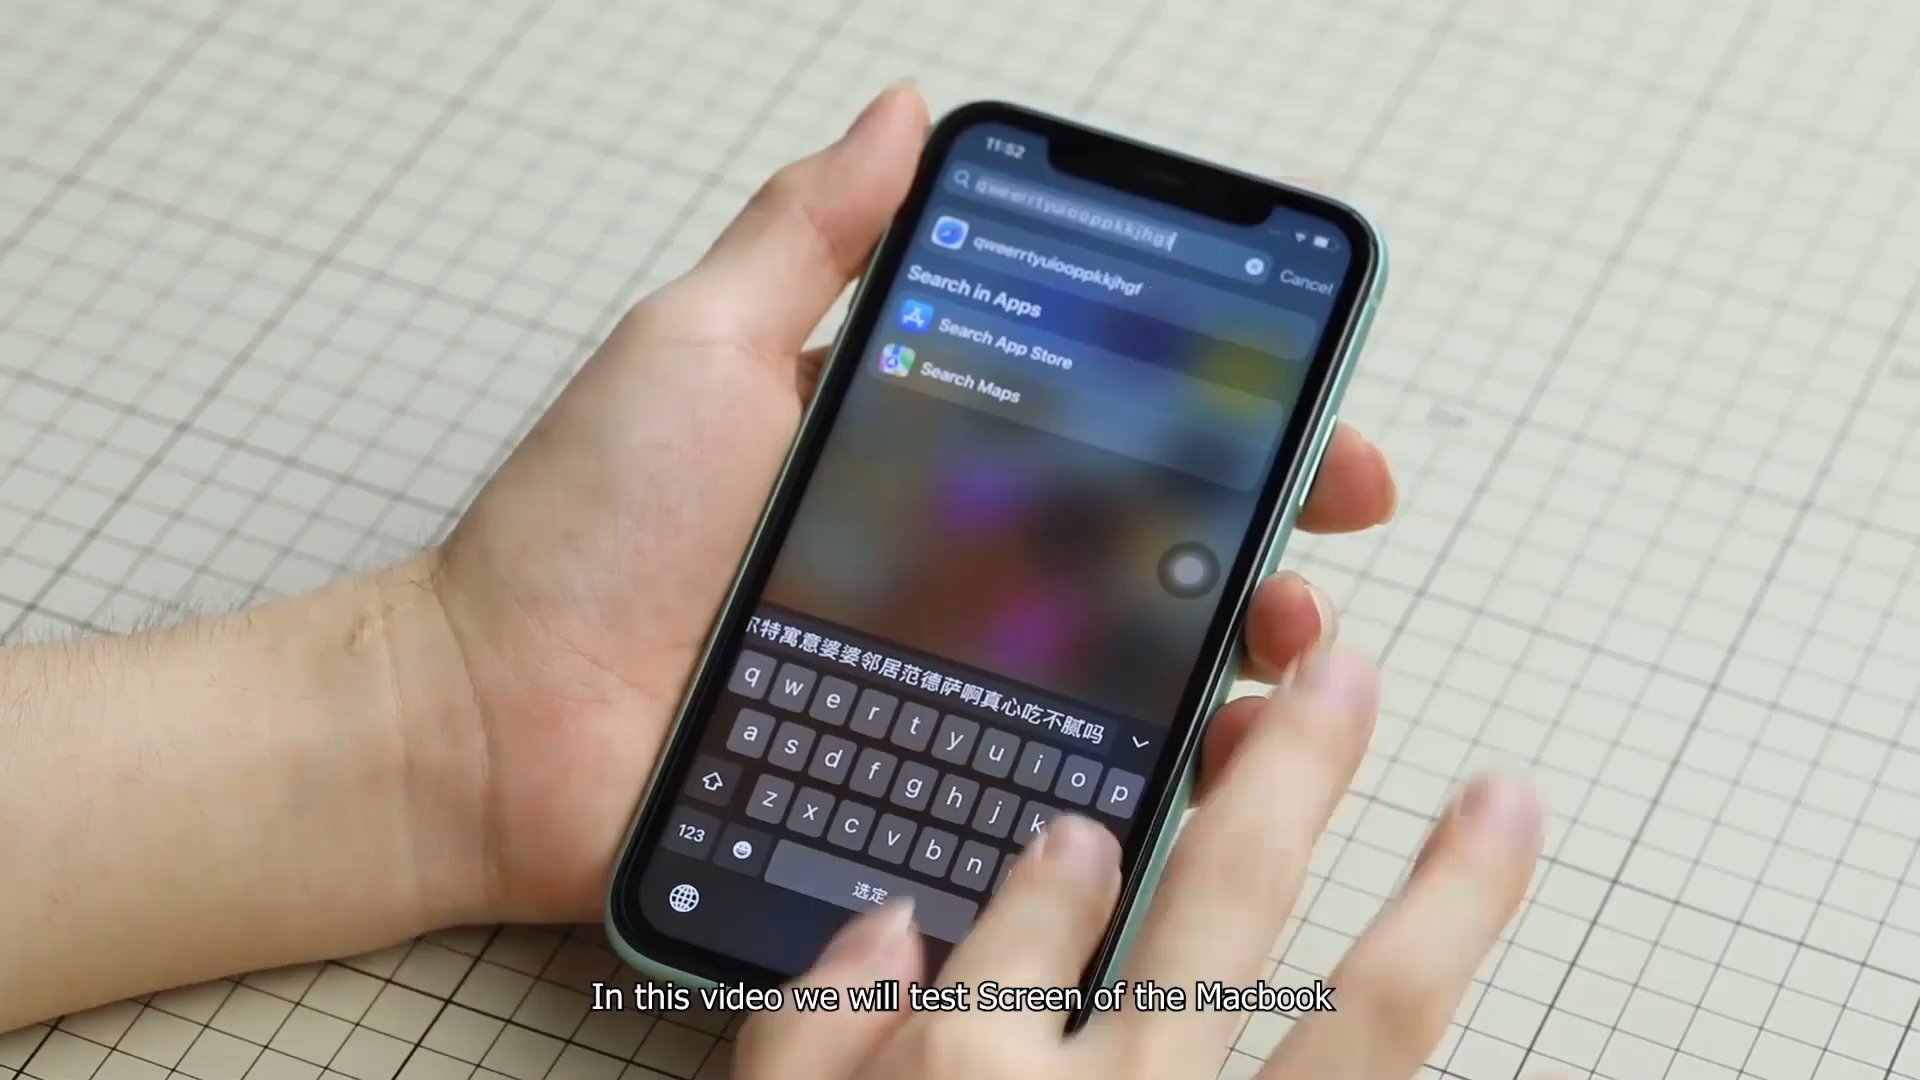 11:52
qweerrtyuiooppkkjhgf
Cancel
qweerrtyuiooppkkjhgf
Search in Apps
Search App Store
Search Maps
尔特寓意婆婆邻居范德萨啊真心吃不腻吗
q w e r t y u i o p
a s d f g h j k
z x c v b n
123
选定
In this video we will test Screen of the Macbook